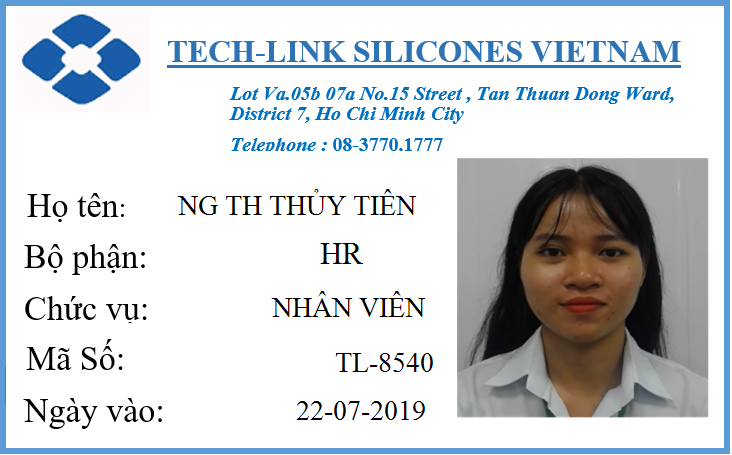 TECH-LINK SILICONES VIETNAM
Lot Va.05b 07a No.15 Street , Tan Thuan Dong Ward,
District 7, Ho Chi Minh City
Telephone : 08-3770.1777
Họ tên: NG TH THỦY TIÊN
Bộ phận: HR
Chức vụ: NHÂN VIÊN
Mã Số: TL-8540
Ngày vào: 22-07-2019